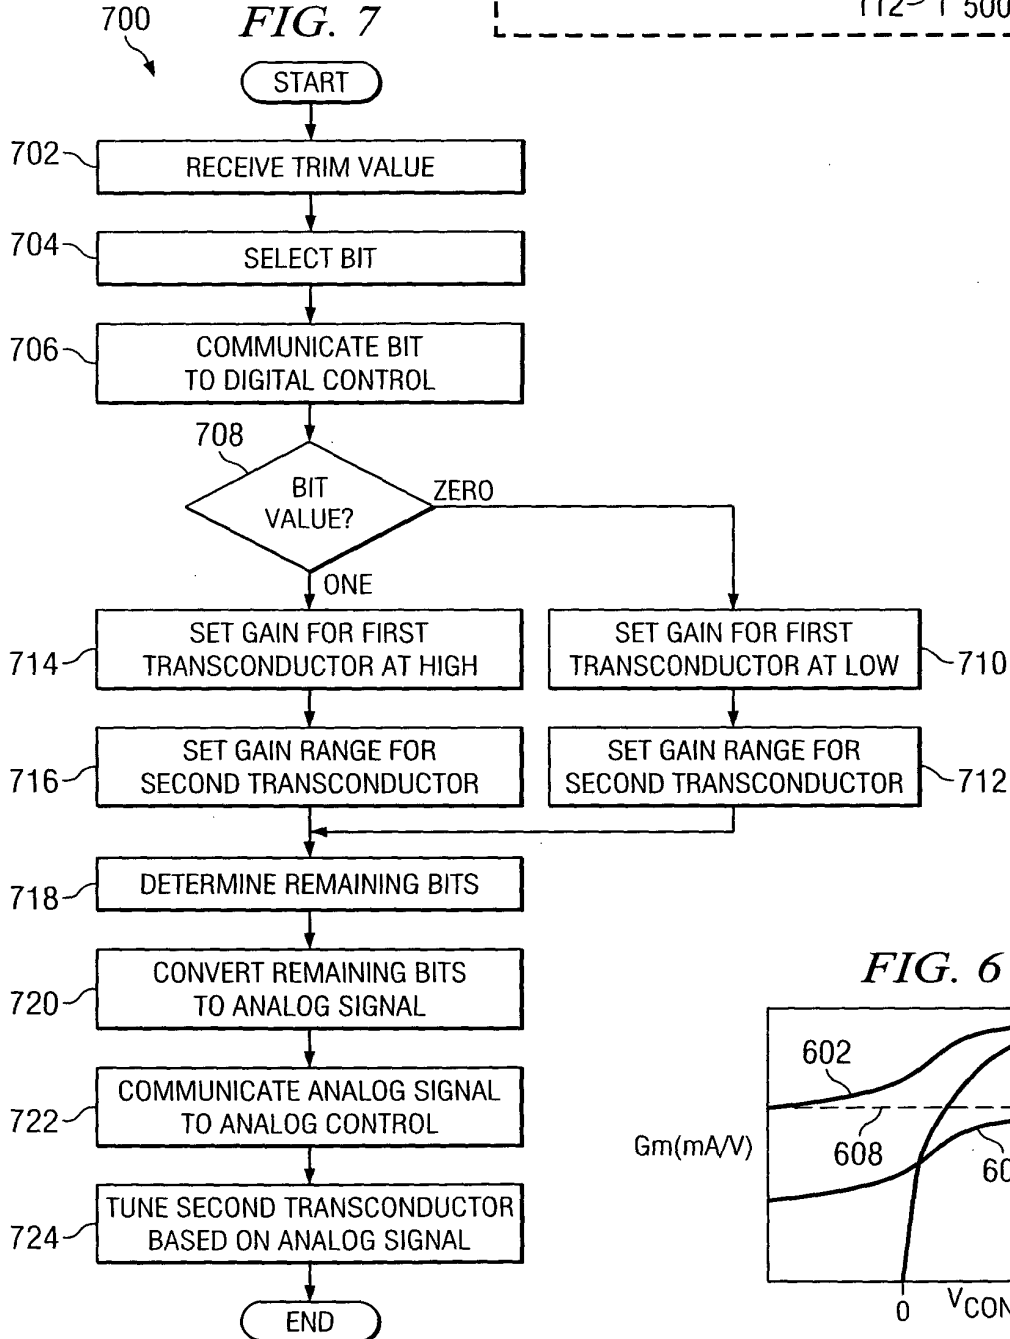 700
FIG. 7
112
500
START
702
RECEIVE TRIM VALUE
704
SELECT BIT
706
COMMUNICATE BIT
TO DIGITAL CONTROL
708
BIT
VALUE?
ZERO
ONE
714
SET GAIN FOR FIRST
TRANSCONDUCTOR AT HIGH
SET GAIN FOR FIRST
TRANSCONDUCTOR AT LOW
710
716
SET GAIN RANGE FOR
SECOND TRANSCONDUCTOR
SET GAIN RANGE FOR
SECOND TRANSCONDUCTOR
712
718
DETERMINE REMAINING BITS
720
CONVERT REMAINING BITS
TO ANALOG SIGNAL
722
COMMUNICATE ANALOG SIGNAL
TO ANALOG CONTROL
724
TUNE SECOND TRANSCONDUCTOR
BASED ON ANALOG SIGNAL
END
FIG. 6
602
608
Gm(mA/V)
0